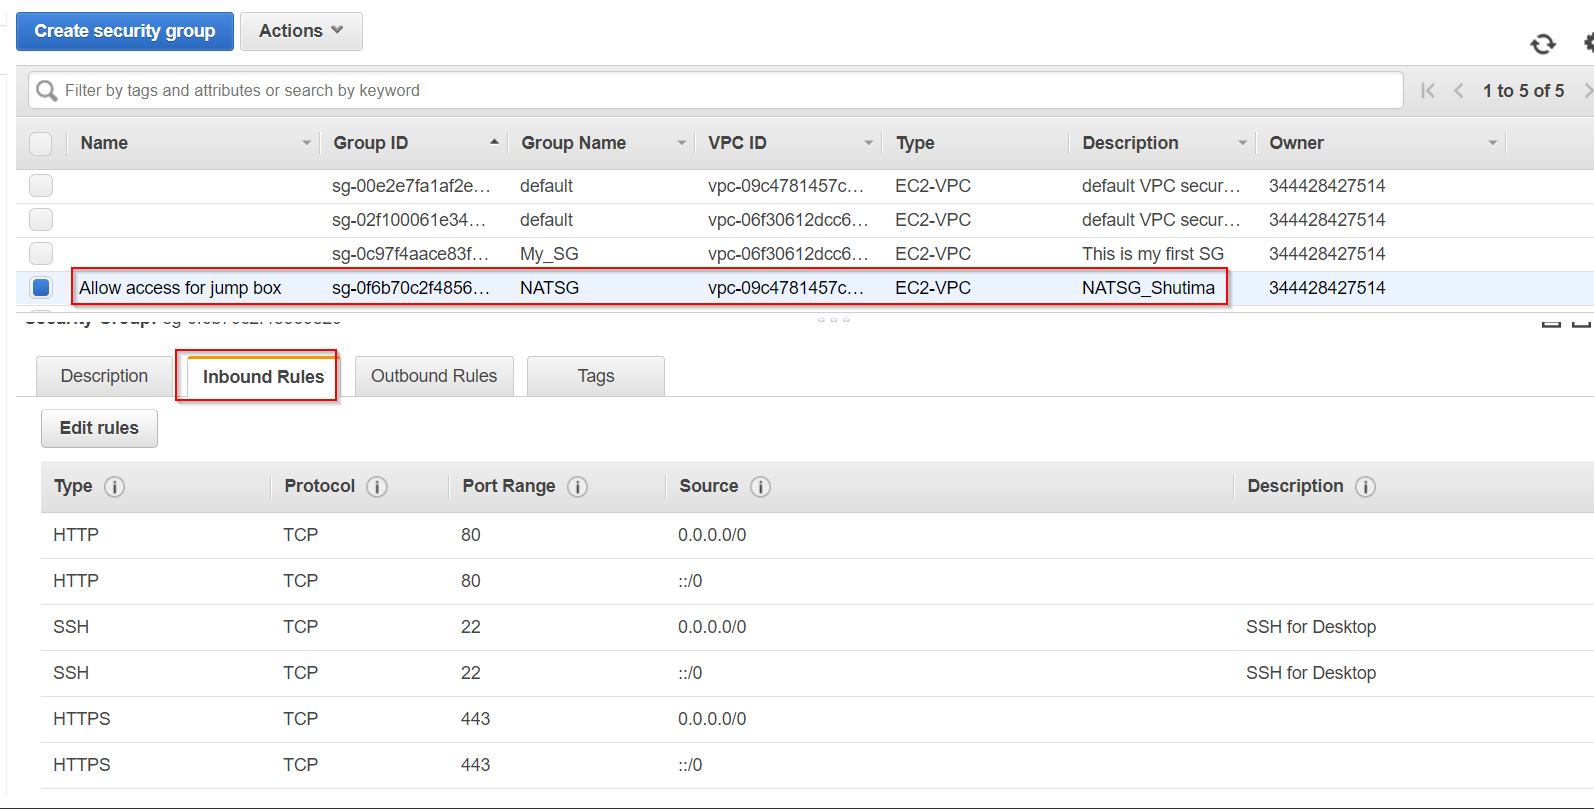 Create security group Actions
Filter by tags and attributes or search by keyword 1 to 5 of 5
Name Group ID Group Name VPC ID Type Description Owner
sg-00e2e7fa1af2e... default vpc-09c4781457c... EC2-VPC default VPC secur... 344428427514
sg-02f100061e34... default vpc-06f30612dcc6... EC2-VPC default VPC secur... 344428427514
sg-0c97f4aace83f... My_SG vpc-06f30612dcc6... EC2-VPC This is my first SG 344428427514
Allow access for jump box sg-0f6b70c2f4856... NATSG vpc-09c4781457c... EC2-VPC NATSG_Shutima 344428427514
Security Group:
Description Inbound Rules Outbound Rules Tags
Edit rules
Type Protocol Port Range Source Description
HTTP TCP 80 0.0.0.0/0
HTTP TCP 80 ::/0
SSH TCP 22 0.0.0.0/0 SSH for Desktop
SSH TCP 22 ::/0 SSH for Desktop
HTTPS TCP 443 0.0.0.0/0
HTTPS TCP 443 ::/0